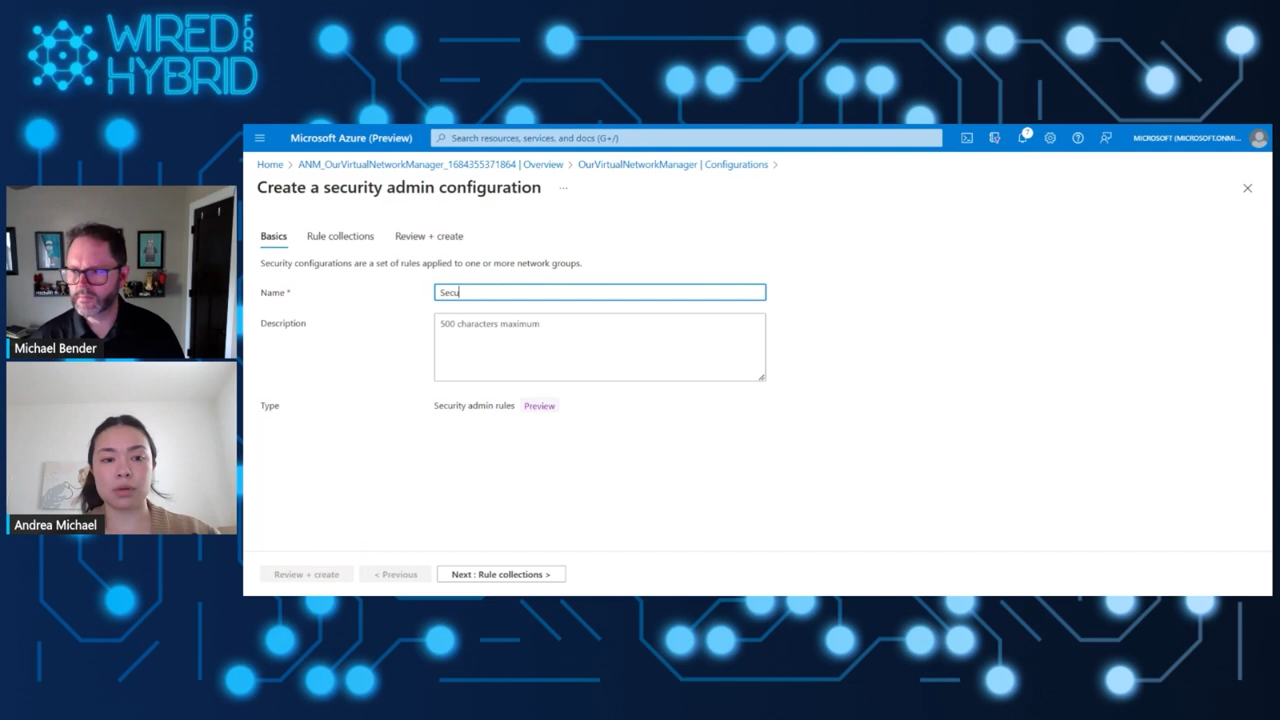 WIRED FOR
HYBRID
Microsoft Azure (Preview)
Search resources, services, and docs (G+/)
7
MICROSOFT (MICROSOFT.ONMI...
Home > ANM_OurVirtualNetworkManager_1684355371864 | Overview > OurVirtualNetworkManager | Configurations >
Create a security admin configuration ...
Basics Rule collections Review + create
Security configurations are a set of rules applied to one or more network groups.
Name * Secu
Description 500 characters maximum
Type Security admin rules Preview
Review + create < Previous Next : Rule collections >
Michael Bender
Andrea Michael